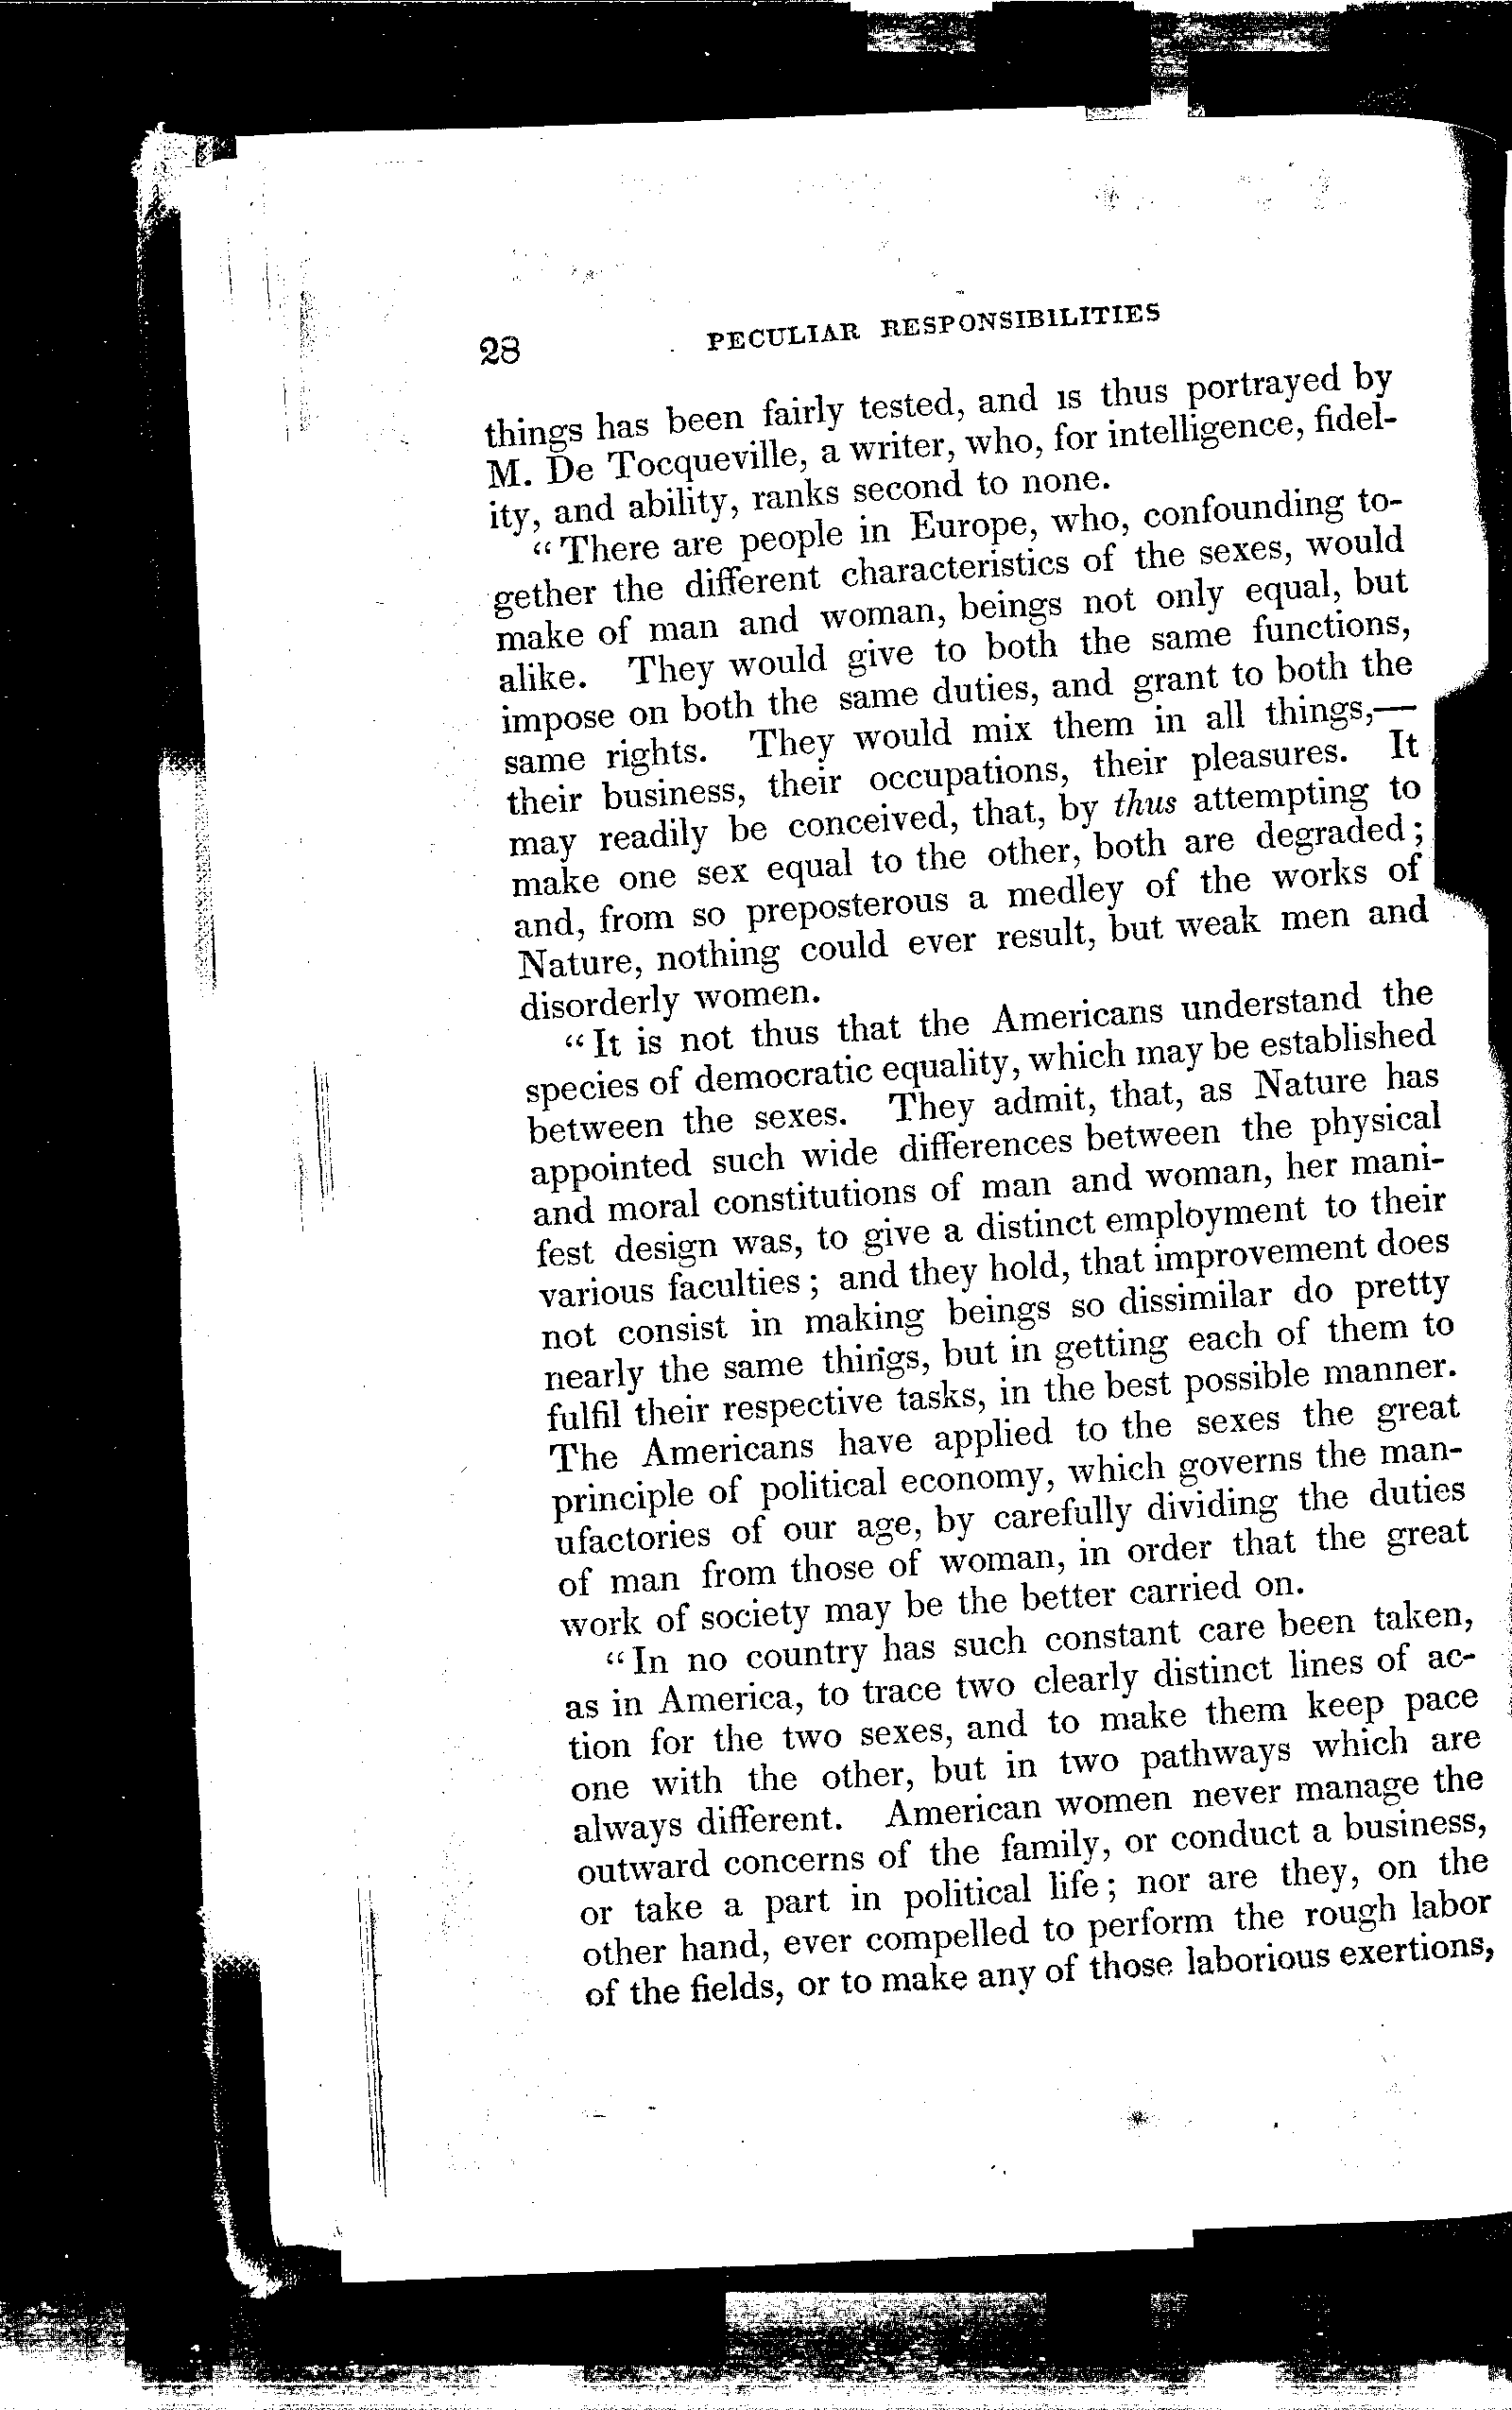 28 PECULIAR RESPONSIBILITIES
things has been fairly tested, and is thus portrayed by
M. De Tocqueville, a writer, who, for intelligence, fidel-
ity, and ability, ranks second to none.
“There are people in Europe, who, confounding to-
gether the different characteristics of the sexes, would
make of man and woman, beings not only equal, but
alike. They would give to both the same functions,
impose on both the same duties, and grant to both the
same rights. They would mix them in all things,—
their business, their occupations, their pleasures. It
may readily be conceived, that, by thus attempting to
make one sex equal to the other, both are degraded;
and, from so preposterous a medley of the works of
Nature, nothing could ever result, but weak men and
disorderly women.
“It is not thus that the Americans understand the
species of democratic equality, which may be established
between the sexes. They admit, that, as Nature has
appointed such wide differences between the physical
and moral constitutions of man and woman, her mani-
fest design was, to give a distinct employment to their
various faculties; and they hold, that improvement does
not consist in making beings so dissimilar do pretty
nearly the same things, but in getting each of them to
fulfil their respective tasks, in the best possible manner.
The Americans have applied to the sexes the great
principle of political economy, which governs the man-
ufactories of our age, by carefully dividing the duties
of man from those of woman, in order that the great
work of society may be the better carried on.
“In no country has such constant care been taken,
as in America, to trace two clearly distinct lines of ac-
tion for the two sexes, and to make them keep pace
one with the other, but in two pathways which are
always different. American women never manage the
outward concerns of the family, or conduct a business,
or take a part in political life; nor are they, on the
other hand, ever compelled to perform the rough labor
of the fields, or to make any of those laborious exertions,